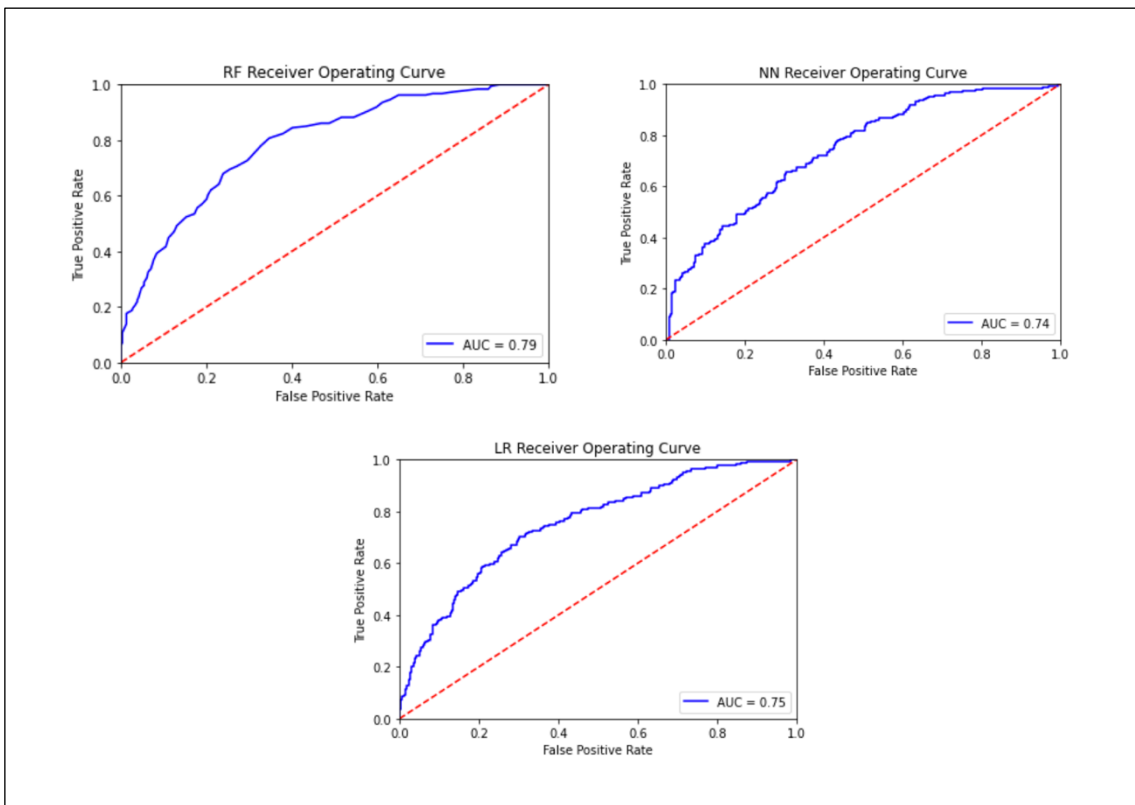 RF Receiver Operating Curve
1.0
0.8
0.6
0.4
0.2
0.0
True Positive Rate
AUC = 0.79
0.0 0.2 0.4 0.6 0.8 1.0
False Positive Rate
NN Receiver Operating Curve
1.0
0.8
0.6
0.4
0.2
0.0
True Positive Rate
AUC = 0.74
0.0 0.2 0.4 0.6 0.8 1.0
False Positive Rate
LR Receiver Operating Curve
1.0
0.8
0.6
0.4
0.2
0.0
True Positive Rate
AUC = 0.75
0.0 0.2 0.4 0.6 0.8 1.0
False Positive Rate